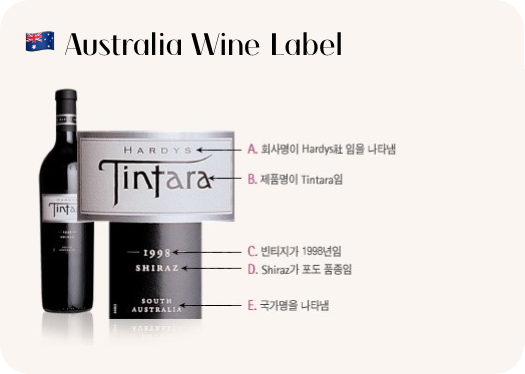 Australia Wine Label
HARDYS
Tintara
1998
SHIRAZ
SOUTH
AUSTRALIA
A. 회사명이 Hardys社 임을 나타냄
B. 제품명이 Tintara임
C. 빈티지가 1998년임
D. Shiraz가 포도 품종임
E. 국가명을 나타냄